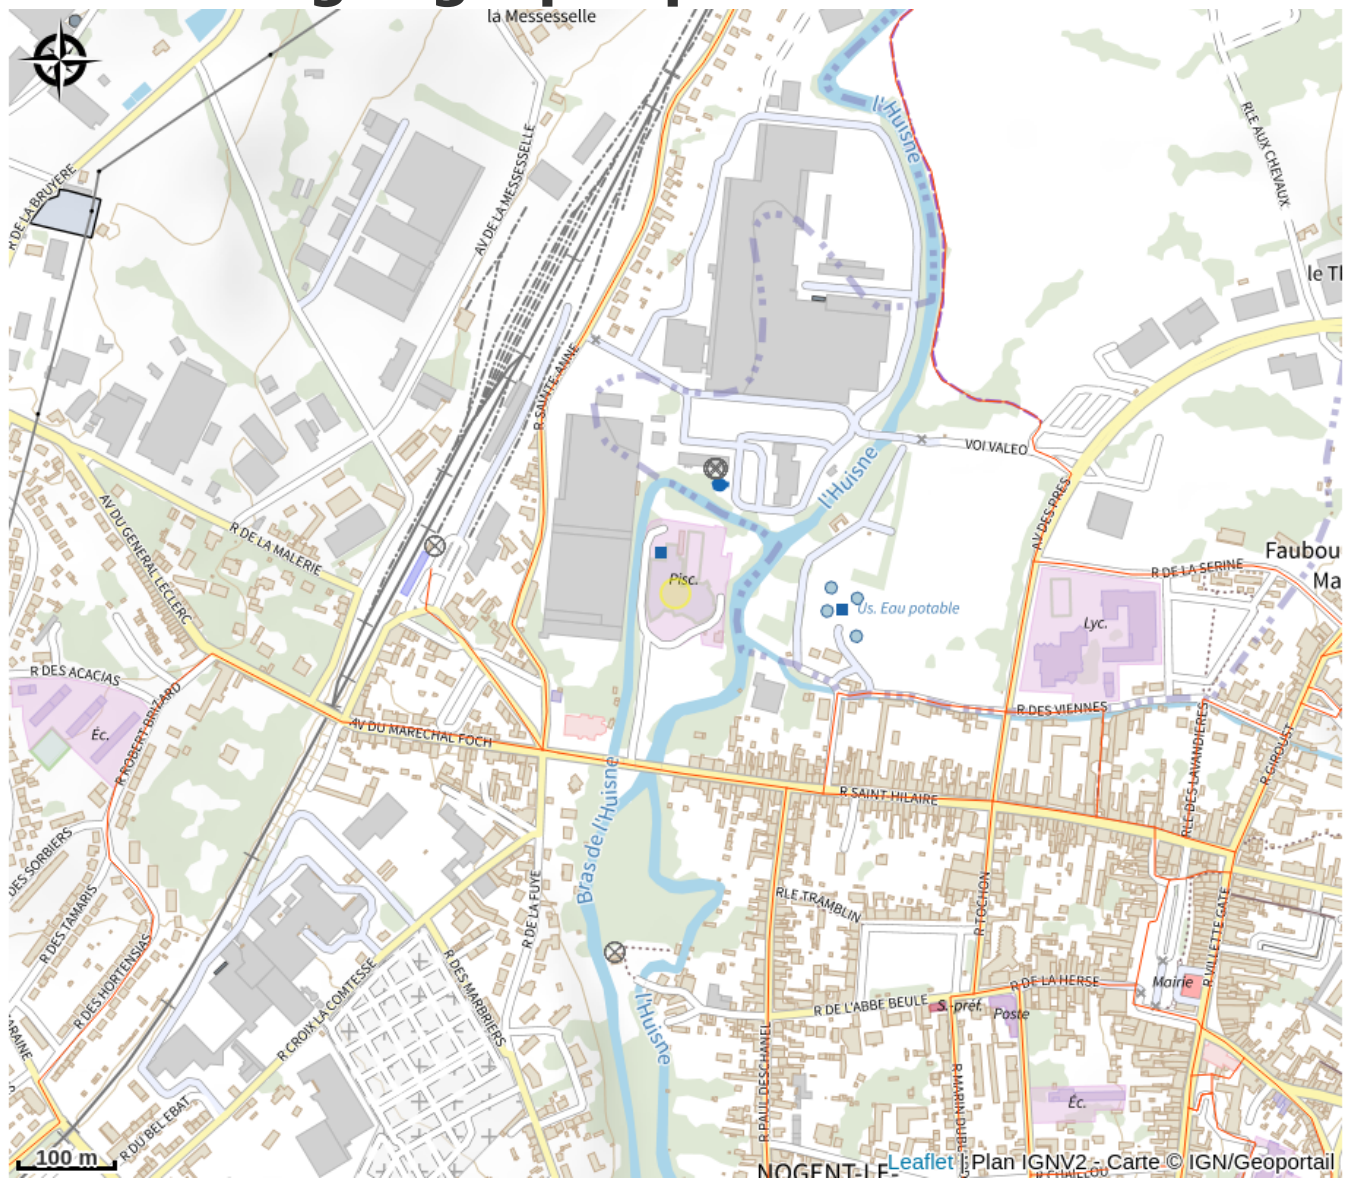 la Messesselle
l'Huisne
RLE AUX CHEVAUX
R DE LA BRUYERE
AV DE LA MESSESSELLE
R SAINTE-ANNE
VOI VALEO
l'Huisne
AV DES PRES
AV DU GENERAL LECLERC
R DE LA MALERIE
Faubou
Ma
R DE LA SERINE
Pisc.
Us. Eau potable
Lyc.
R DES ACACIAS
R ROBERT BRIZARD
Éc.
AV DU MARECHAL FOCH
R DES VIENNES
RLE DES LAVANDIERES
R GIROUST
R SAINT-HILAIRE
Bras de l'Huisne
DES SORBIERS
R DES TAMARIS
R DES HORTENSIAS
R DE LA FUYE
RLE TRAMBLIN
R TOCHON
R VILLETTE GATE
R DES MARBRIERS
R CROIX LA COMTESSE
l'Huisne
R DE L'ABBE BEULE
R DE LA HERSE
S.-préf.
Poste
Mairie
R PAUL DESCHANEL
Éc.
R DU BEL EBAT
100 m
NOGENT-LE-
Leaflet | Plan IGNV2 - Carte © IGN/Geoportail